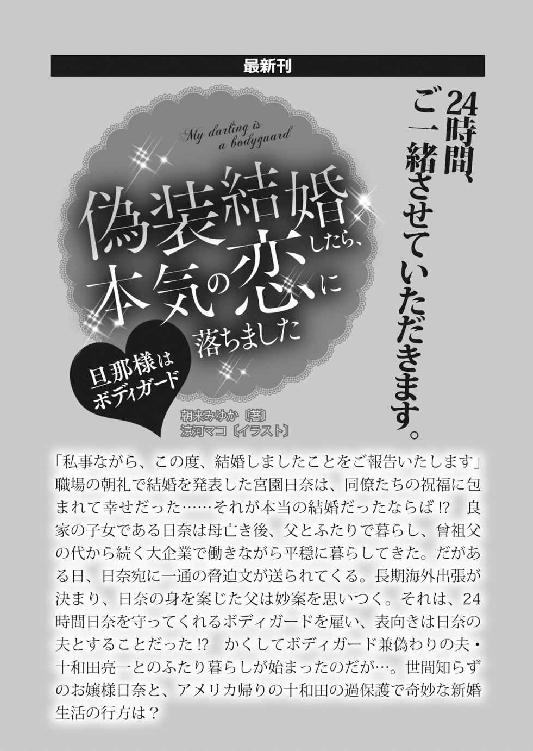 最新刊
24時間、
ご一緒させていただきます。
My darling is
a bodyguard
偽装結婚
したら、
本気の恋に
落ちました
旦那様は
ボディガード
朝来みゆか〔著〕
涼河マコ〔イラスト〕
「私事ながら、この度、結婚しましたことをご報告いたします」
職場の朝礼で結婚を発表した宮園日奈は、同僚たちの祝福に包
まれて幸せだった……それが本当の結婚だったならば!?　良
家の子女である日奈は母亡き後、父とふたりで暮らし、曾祖父
の代から続く大企業で働きながら平穏に暮らしてきた。だがあ
る日、日奈宛に一通の脅迫文が送られてくる。長期海外出張が
決まり、日奈の身を案じた父は妙案を思いつく。それは、24
時間日奈を守ってくれるボディガードを雇い、表向きは日奈の
夫とすることだった!?　かくしてボディガード兼偽わりの夫・
十和田亮一とのふたり暮らしが始まったのだが…。世間知らず
のお嬢様日奈と、アメリカ帰りの十和田の過保護で奇妙な新婚
生活の行方は？